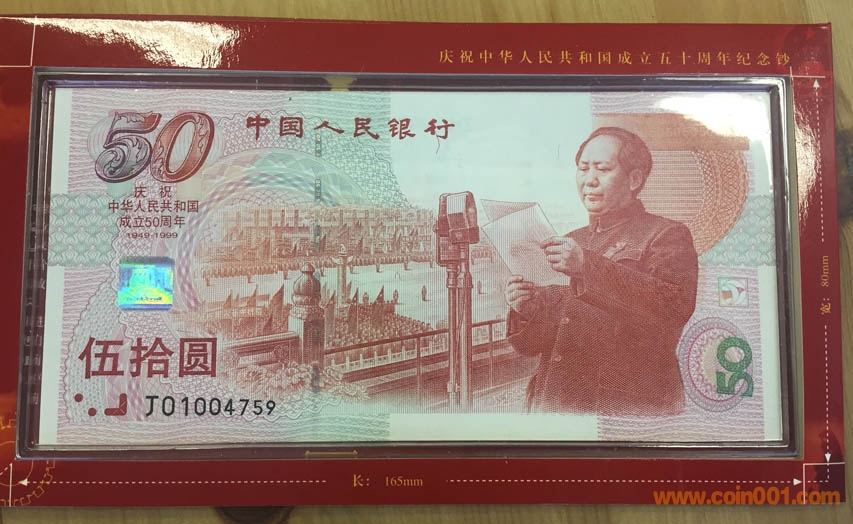 庆祝中华人民共和国成立五十周年纪念钞
50
中国人民银行
庆祝
中华人民共和国
成立50周年
1949-1999
伍拾圆
J01004759
50
宽: 80mm
长: 165mm
www.coin001.com